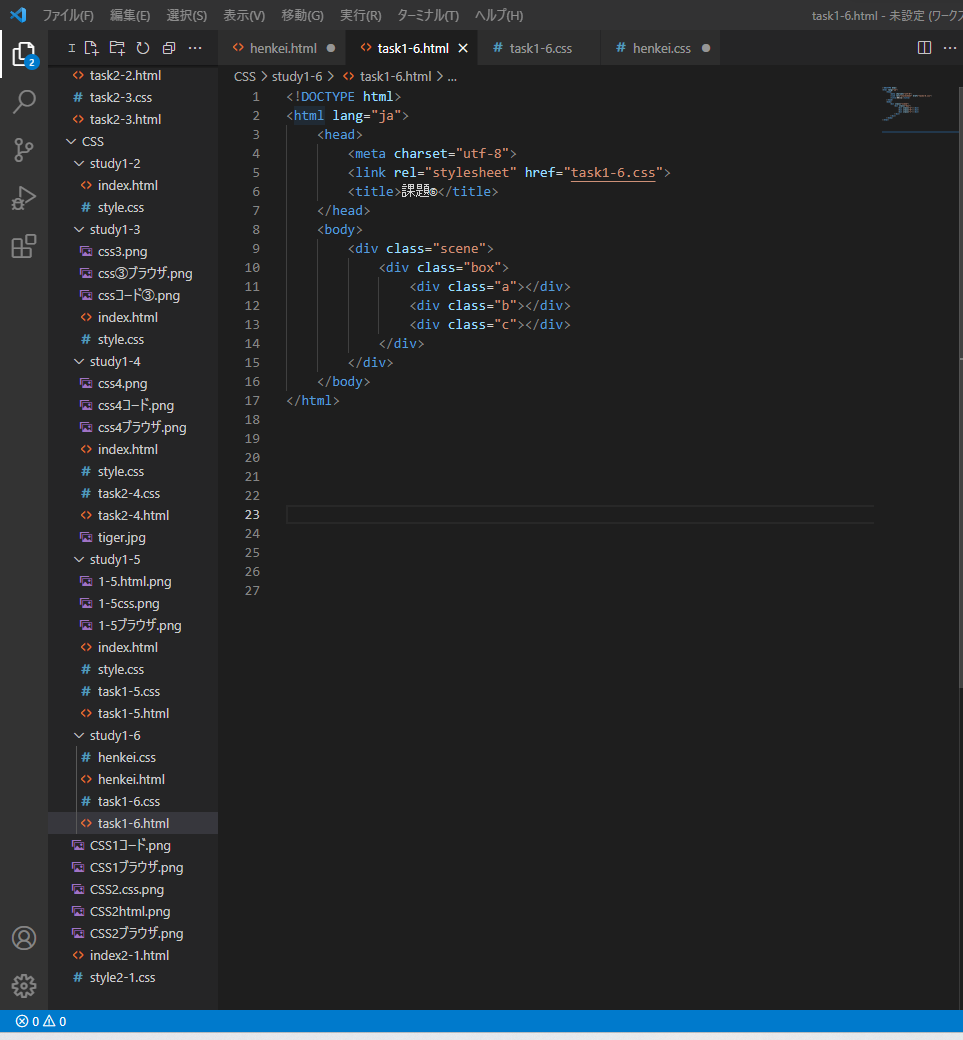 ファイル(F) 編集(E) 選択(S) 表示(V) 移動(G) 実行(R) ターミナル(T) ヘルプ(H) task1-6.html - 未設定 (ワークス
henkei.html task1-6.html task1-6.css henkei.css
CSS > study1-6 > task1-6.html > ...
2
task2-2.html
task2-3.css
task2-3.html
CSS
study1-2
index.html
style.css
study1-3
css3.png
css③ブラウザ.png
cssコード③.png
index.html
style.css
study1-4
css4.png
css4コード.png
css4ブラウザ.png
index.html
style.css
task2-4.css
task2-4.html
tiger.jpg
study1-5
1-5.html.png
1-5css.png
1-5ブラウザ.png
index.html
style.css
task1-5.css
task1-5.html
study1-6
henkei.css
henkei.html
task1-6.css
task1-6.html
CSS1コード.png
CSS1ブラウザ.png
CSS2.css.png
CSS2html.png
CSS2ブラウザ.png
index2-1.html
style2-1.css
1 <!DOCTYPE html>
2 <html lang="ja">
3 <head>
4 <meta charset="utf-8">
5 <link rel="stylesheet" href="task1-6.css">
6 <title>課題⑥</title>
7 </head>
8 <body>
9 <div class="scene">
10 <div class="box">
11 <div class="a"></div>
12 <div class="b"></div>
13 <div class="c"></div>
14 </div>
15 </div>
16 </body>
17 </html>
18
19
20
21
22
23
24
25
26
27
0 0